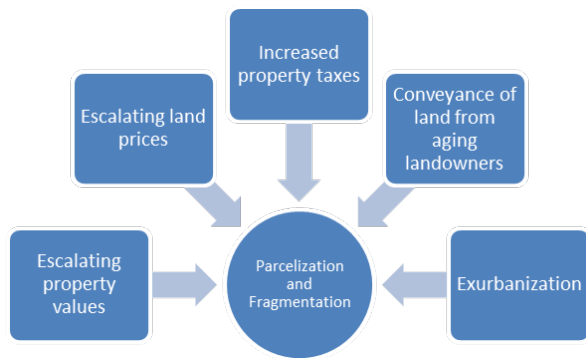 Increased
property taxes
Escalating land
prices
Conveyance of
land from
aging
landowners
Escalating
property
values
Parcelization
and
Fragmentation
Exurbanization